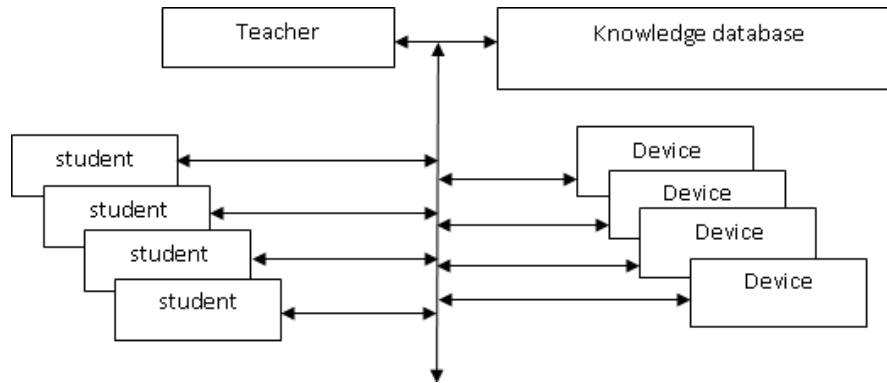 Teacher
Knowledge database
student
student
student
student
Device
Device
Device
Device